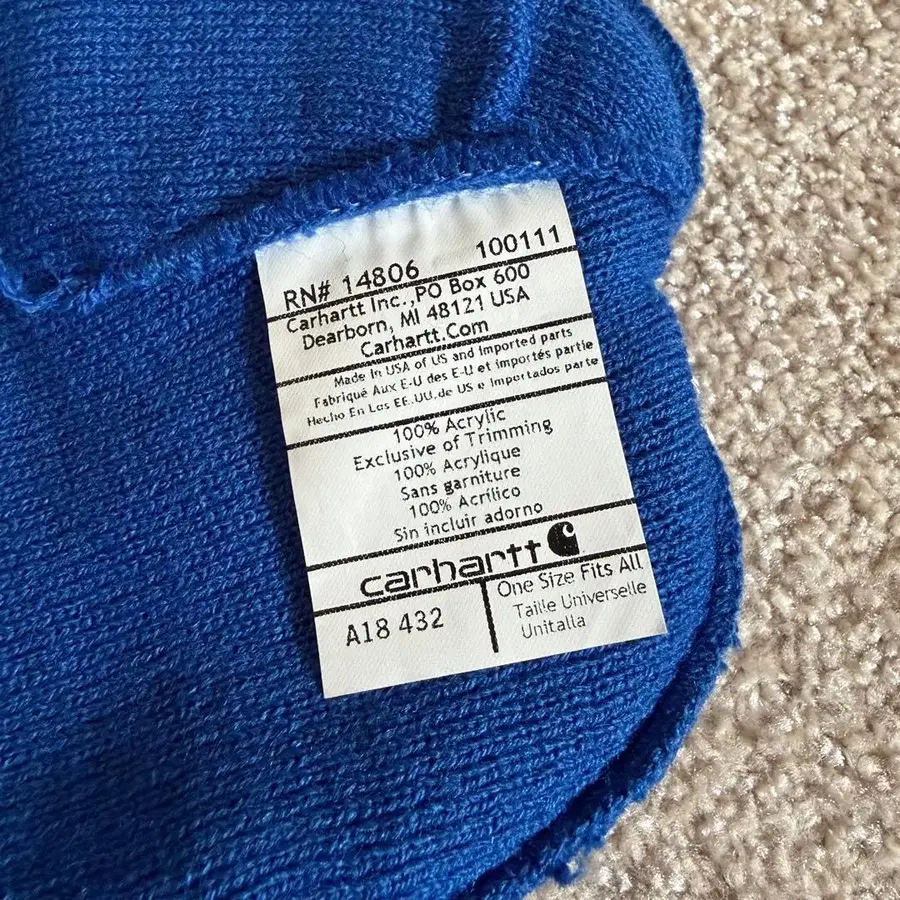 RN# 14806 100111
Carhartt Inc.,PO Box 600
Dearborn, MI 48121 USA
Carhartt.Com
Made In USA of US and Imported parts
Fabriqué Aux E-U des E-U et importés partie
Hecho En Las EE.UU.de US e Importados parte
100% Acrylic
Exclusive of Trimming
100% Acrylique
Sans garniture
100% Acrílico
Sin incluir adorno
carhartt
A18 432
One Size Fits All
Taille Universelle
Unitalla